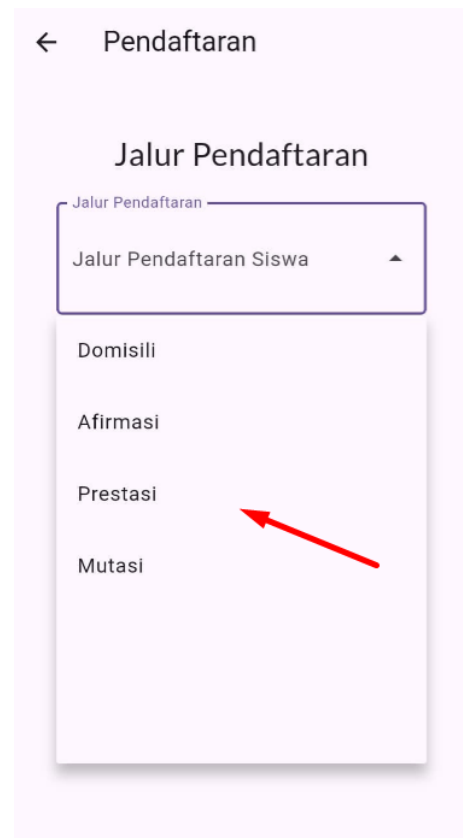 Pendaftaran
Jalur Pendaftaran
Jalur Pendaftaran
Jalur Pendaftaran Siswa
Domisili
Afirmasi
Prestasi
Mutasi